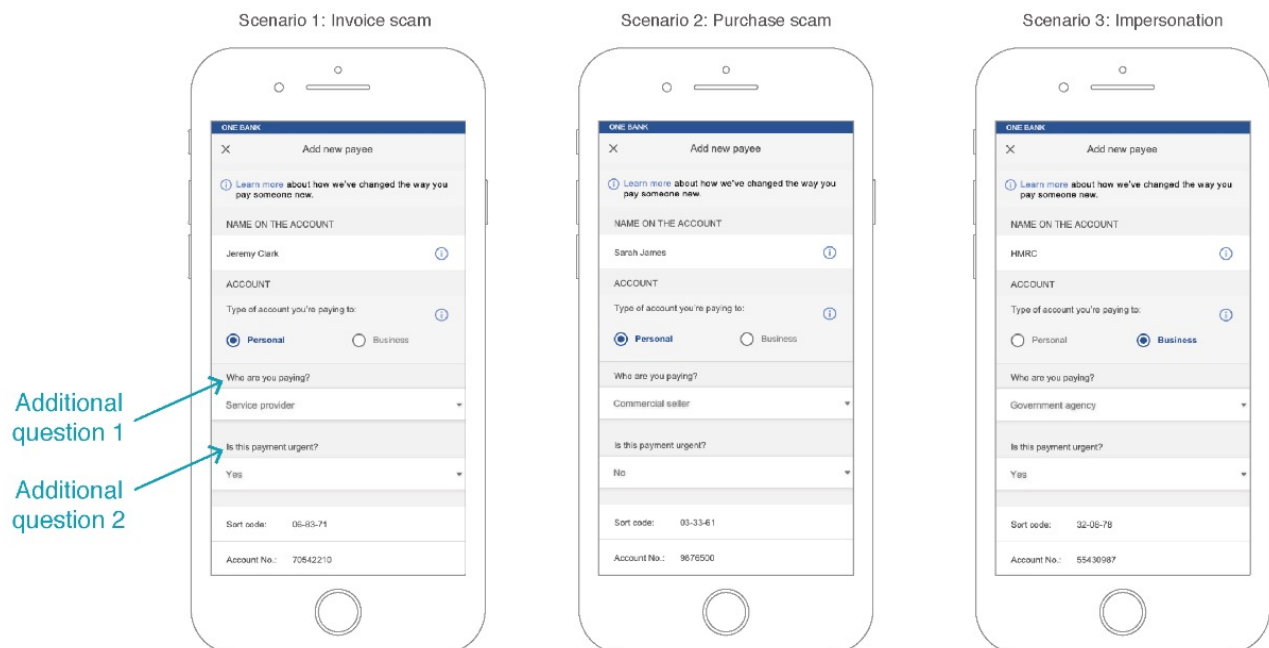 Scenario 1: Invoice scam
ONE BANK
Add new payee
Learn more about how we've changed the way you
pay someone new.
NAME ON THE ACCOUNT
Jeremy Clark
ACCOUNT
Type of account you're paying to:
Personal
Business
Additional
question 1
Who are you paying?
Service provider
Additional
question 2
Is this payment urgent?
Yes
Sort code: 06-83-71
Account No.: 70542210
Scenario 2: Purchase scam
ONE BANK
Add new payee
Learn more about how we've changed the way you
pay someone new.
NAME ON THE ACCOUNT
Sarah James
ACCOUNT
Type of account you're paying to:
Personal
Business
Who are you paying?
Commercial seller
Is this payment urgent?
No
Sort code: 03-33-61
Account No.: 9876500
Scenario 3: Impersonation
ONE BANK
Add new payee
Learn more about how we've changed the way you
pay someone new.
NAME ON THE ACCOUNT
HMRC
ACCOUNT
Type of account you're paying to:
Personal
Business
Who are you paying?
Government agency
Is this payment urgent?
Yes
Sort code: 32-08-78
Account No.: 55430987